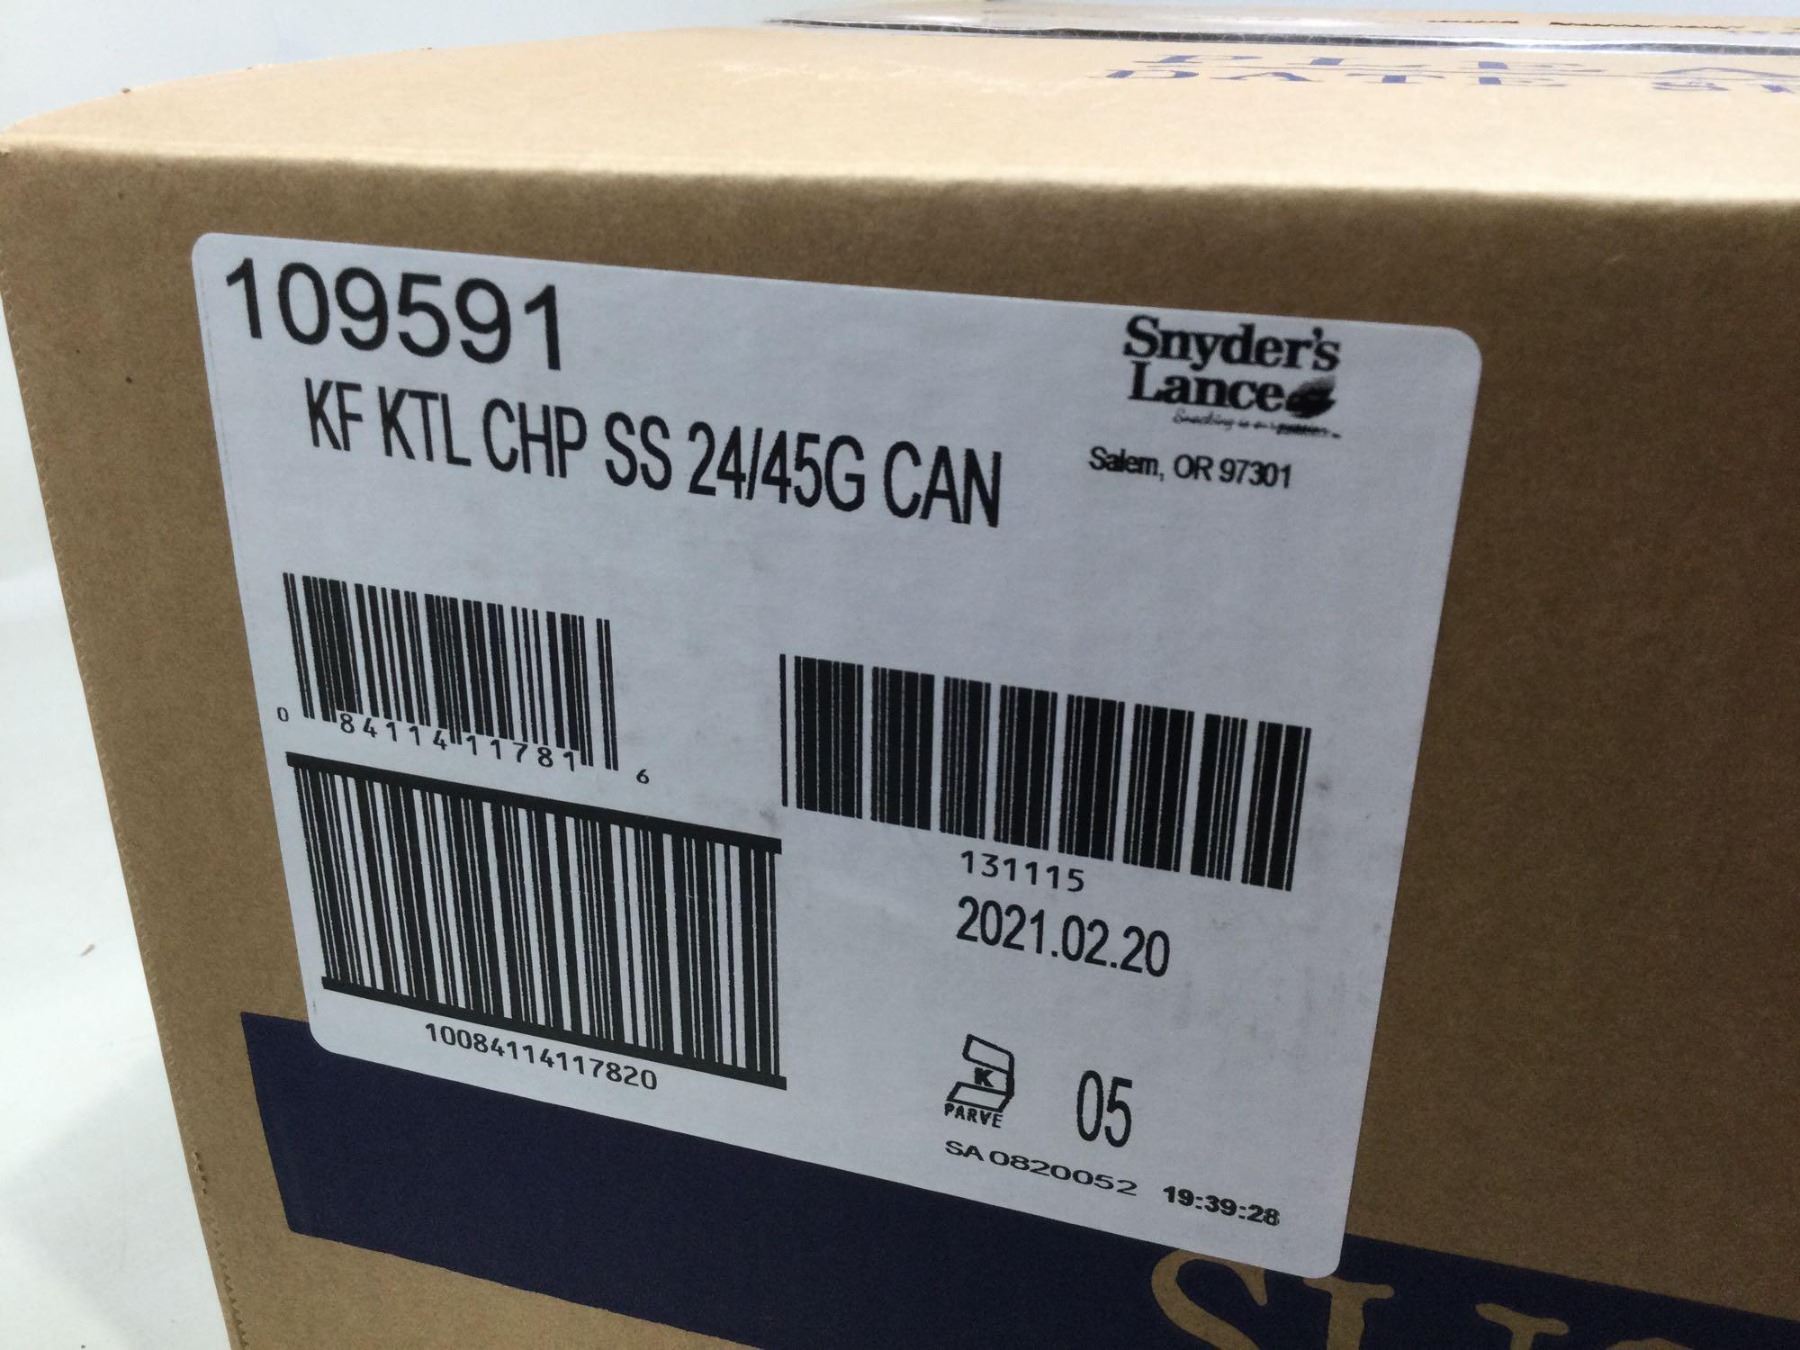 DATE
109591
Snyder's
Lance
Salem, OR 97301
KF KTL CHP SS 24/45G CAN
0 84114 11781 6
131115
2021.02.20
10084114117820
K
PARVE
05
SA 0820052 19:39:28